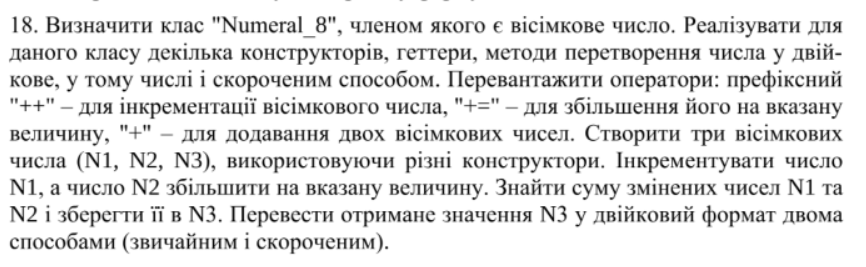 18. Визначити клас "Numeral_8", членом якого є вісімкове число. Реалізувати для
даного класу декілька конструкторів, геттери, методи перетворення числа у двій-
кове, у тому числі і скороченим способом. Перевантажити оператори: префіксний
"++" – для інкрементації вісімкового числа, "+=" – для збільшення його на вказану
величину, "+" – для додавання двох вісімкових чисел. Створити три вісімкових
числа (N1, N2, N3), використовуючи різні конструктори. Інкрементувати число
N1, а число N2 збільшити на вказану величину. Знайти суму змінених чисел N1 та
N2 і зберегти її в N3. Перевести отримане значення N3 у двійковий формат двома
способами (звичайним і скороченим).